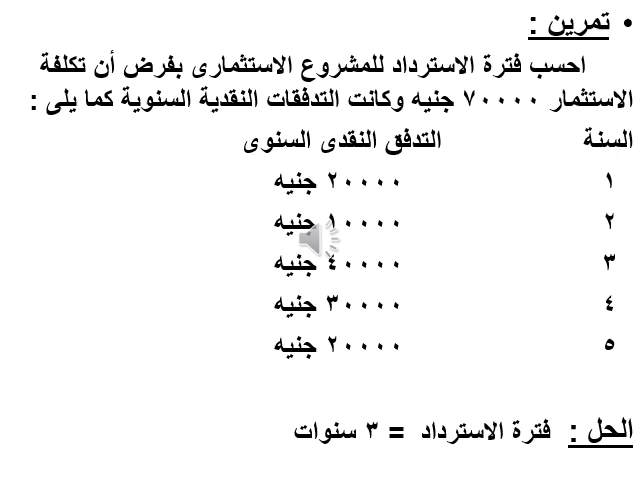 • تمرين :
احسب فترة الاسترداد للمشروع الاستثمارى بفرض أن تكلفة
الاستثمار ٧٠٠٠٠ جنيه وكانت التدفقات النقدية السنوية كما يلى :
السنة التدفق النقدى السنوى
١ ٢٠٠٠٠ جنيه
٢ ١٠٠٠٠ جنيه
٣ ٤٠٠٠٠ جنيه
٤ ٣٠٠٠٠ جنيه
٥ ٢٠٠٠٠ جنيه
الحل : فترة الاسترداد = ٣ سنوات